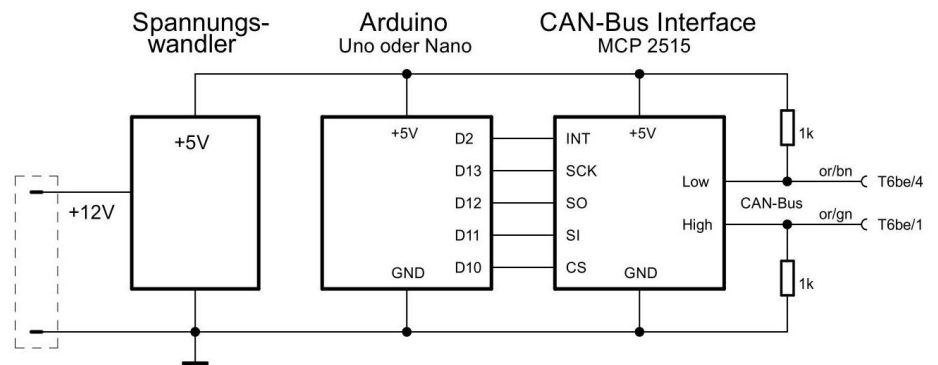 Spannungs-
wandler
Arduino
Uno oder Nano
CAN-Bus Interface
MCP 2515
+5V
+12V
+5V
D2
D13
D12
D11
D10
GND
+5V
INT
SCK
SO
SI
CS
GND
Low
High
1k
or/bn
T6be/4
CAN-Bus
or/gn
T6be/1
1k